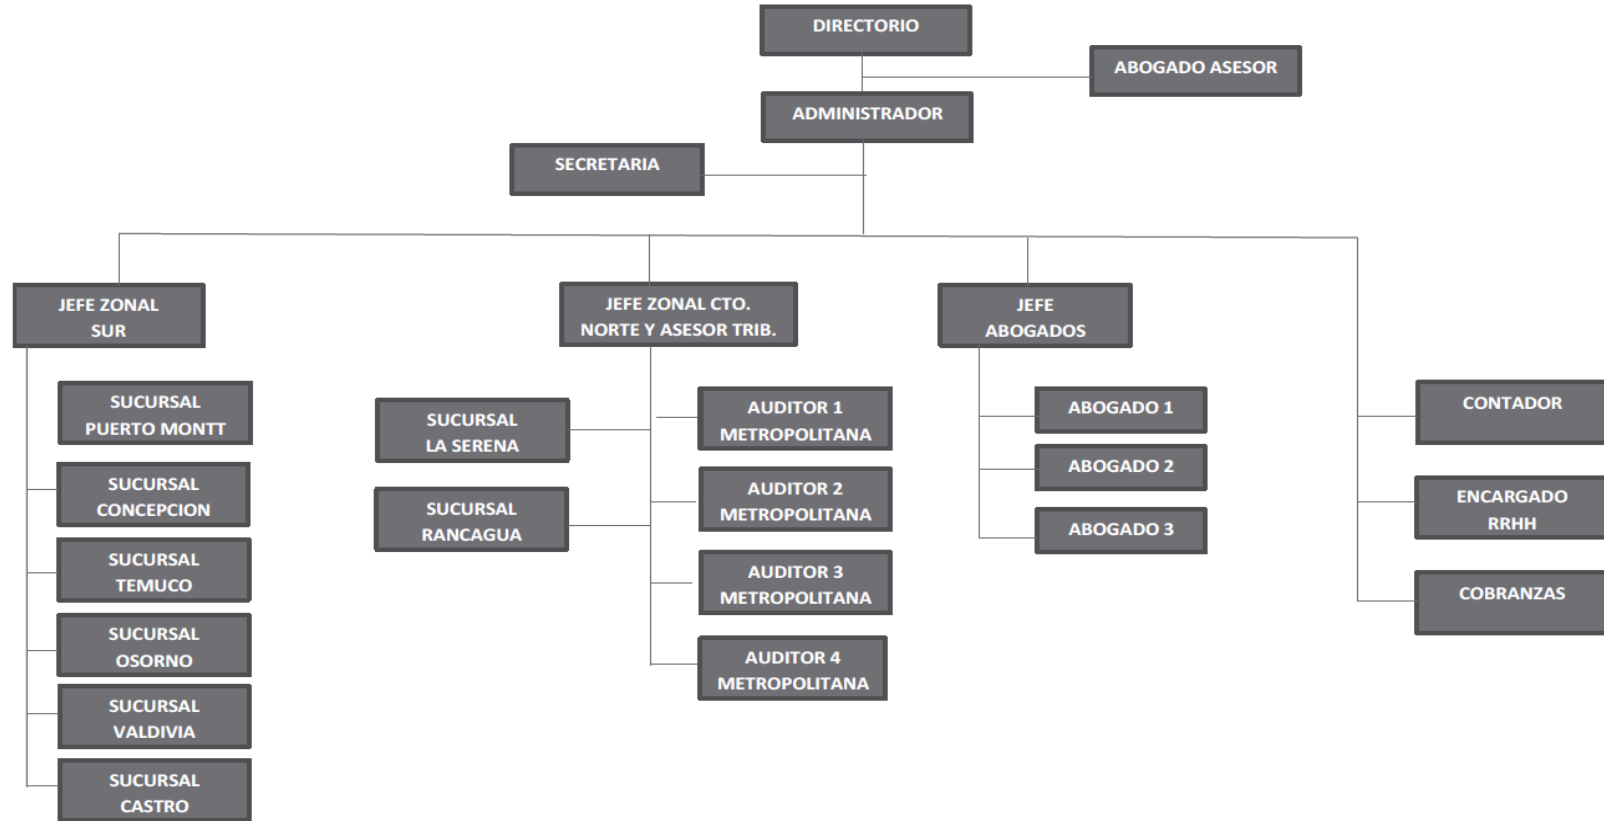 DIRECTORIO
ABOGADO ASESOR
ADMINISTRADOR
SECRETARIA
JEFE ZONAL
SUR
JEFE ZONAL CTO.
NORTE Y ASESOR TRIB.
JEFE
ABOGADOS
SUCURSAL
PUERTO MONTT
SUCURSAL
CONCEPCION
SUCURSAL
TEMUCO
SUCURSAL
OSORNO
SUCURSAL
VALDIVIA
SUCURSAL
CASTRO
SUCURSAL
LA SERENA
SUCURSAL
RANCAGUA
AUDITOR 1
METROPOLITANA
AUDITOR 2
METROPOLITANA
AUDITOR 3
METROPOLITANA
AUDITOR 4
METROPOLITANA
ABOGADO 1
ABOGADO 2
ABOGADO 3
CONTADOR
ENCARGADO
RRHH
COBRANZAS